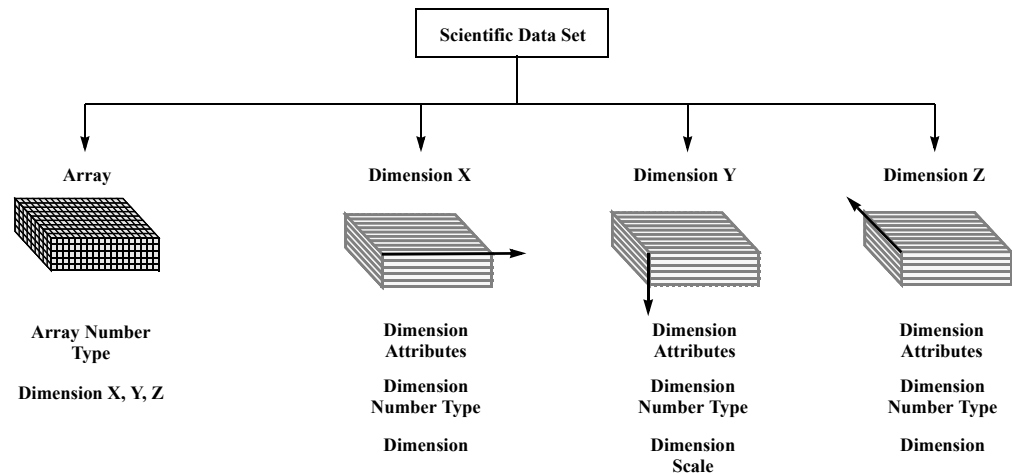 Scientific Data Set
Array
Dimension X
Dimension Y
Dimension Z
Array Number
Type
Dimension X, Y, Z
Dimension
Attributes
Dimension
Number Type
Dimension
Dimension
Attributes
Dimension
Number Type
Dimension
Scale
Dimension
Attributes
Dimension
Number Type
Dimension